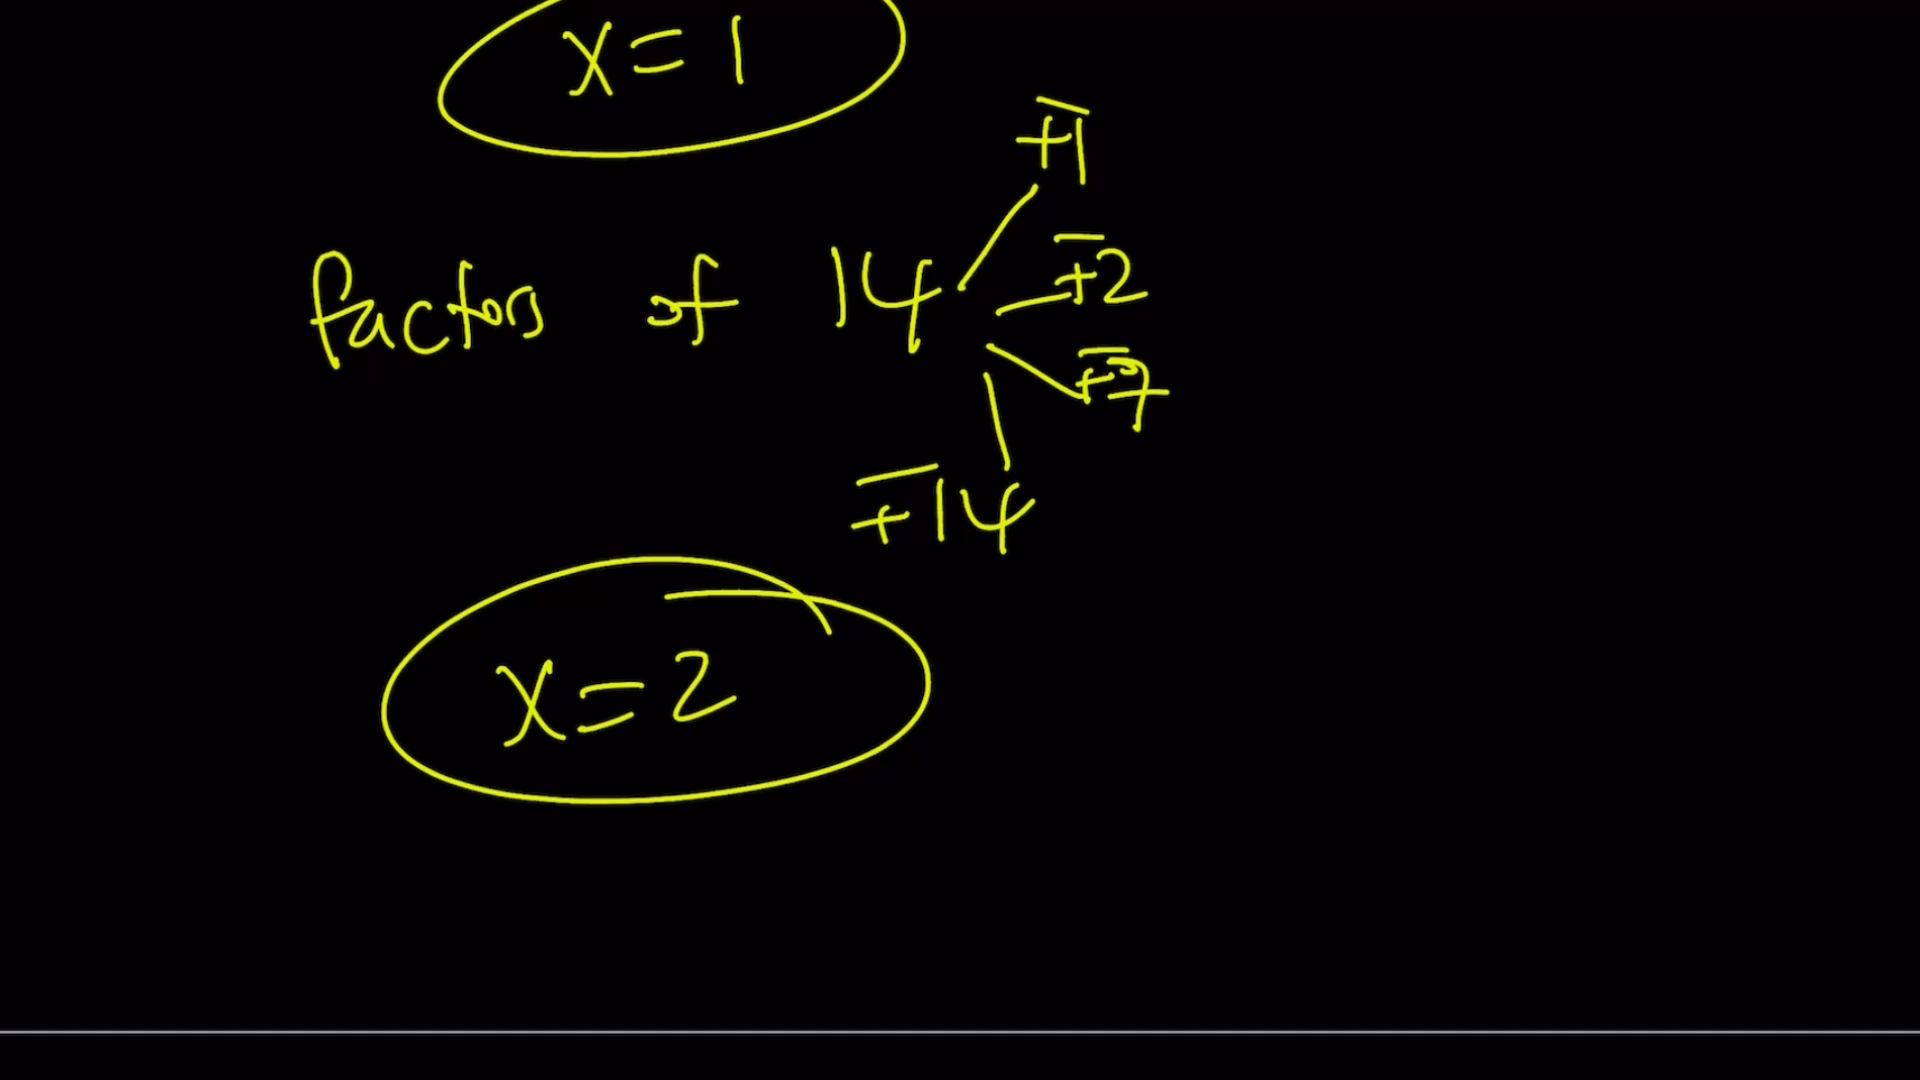 x=1
∓1
∓2
factors of 14
∓7
∓14
x=2